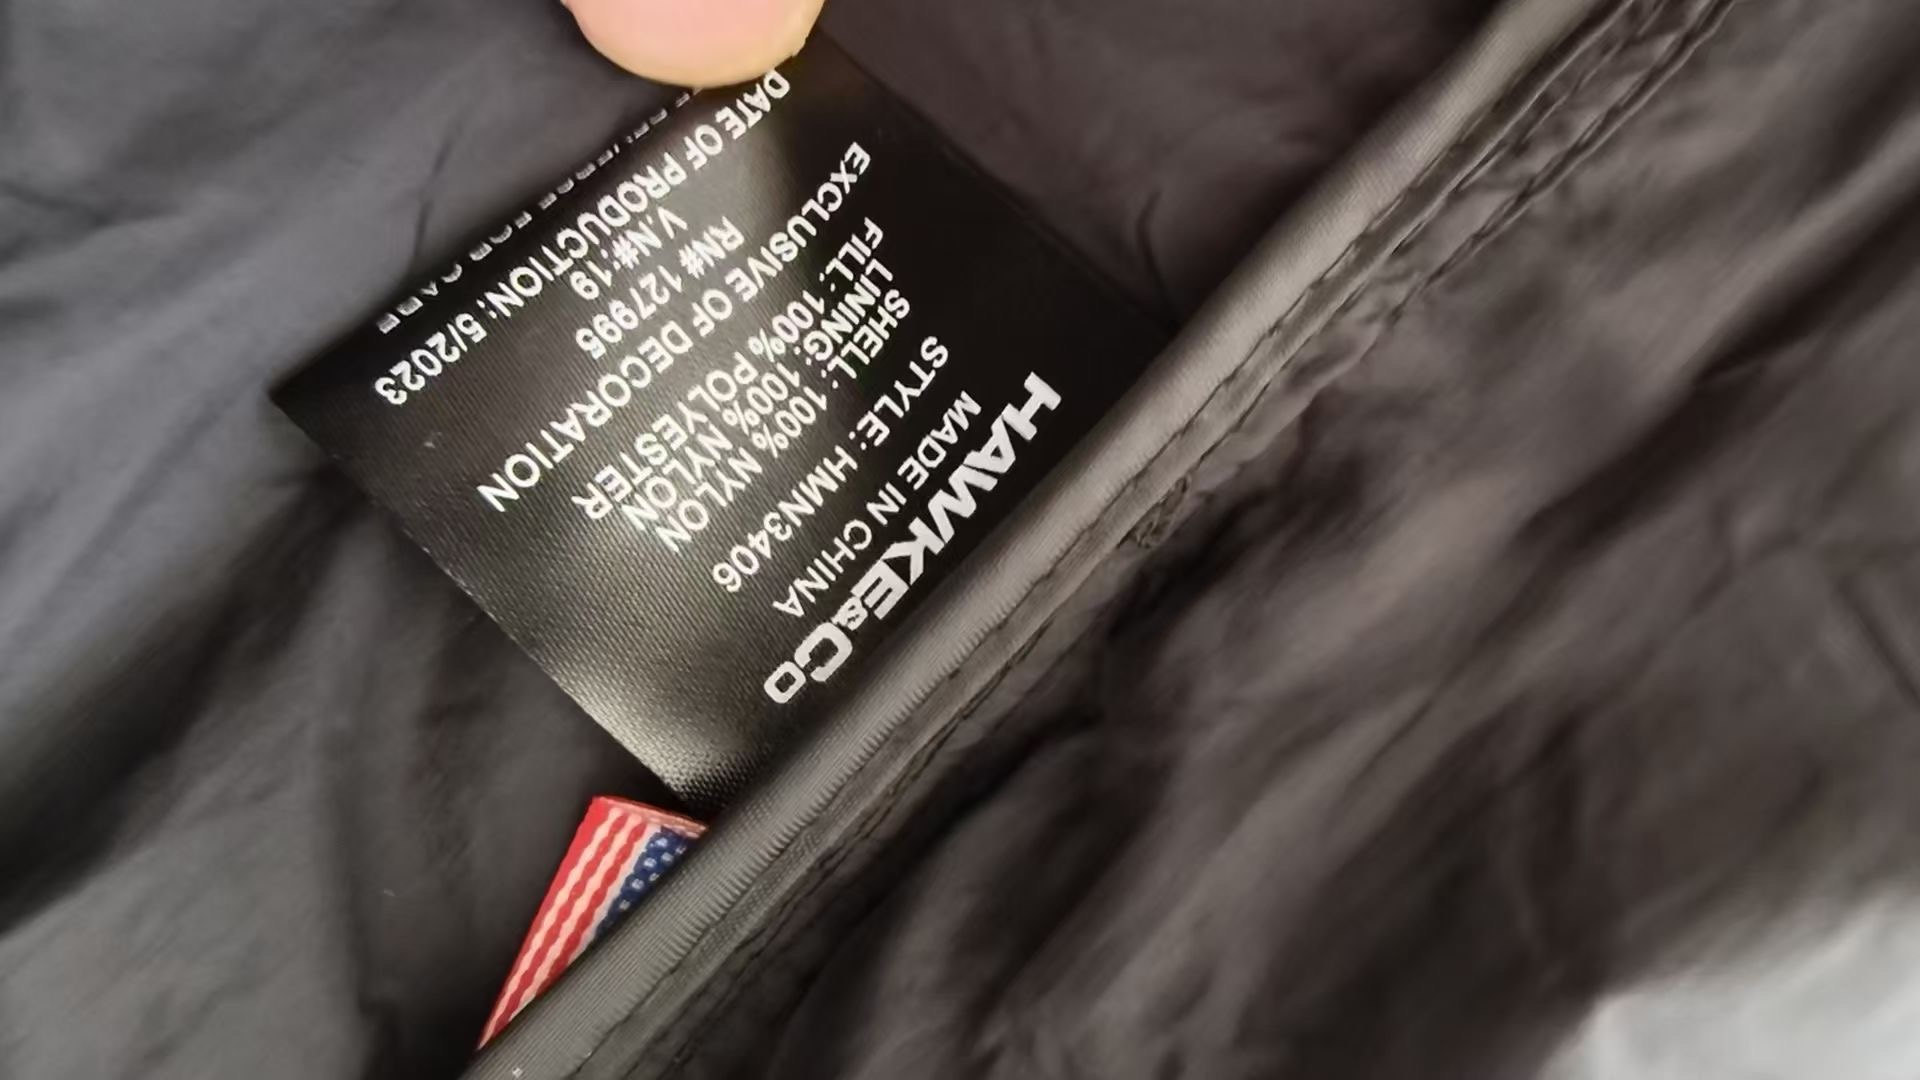 HAWKE&CO
MADE IN CHINA
STYLE: HMN3406
SHELL: 100% NYLON
LINING: 100% NYLON
FILL: 100% POLYESTER
EXCLUSIVE OF DECORATION
RN# 127995
V.N#:19
DATE OF PRODUCTION: 5/2023